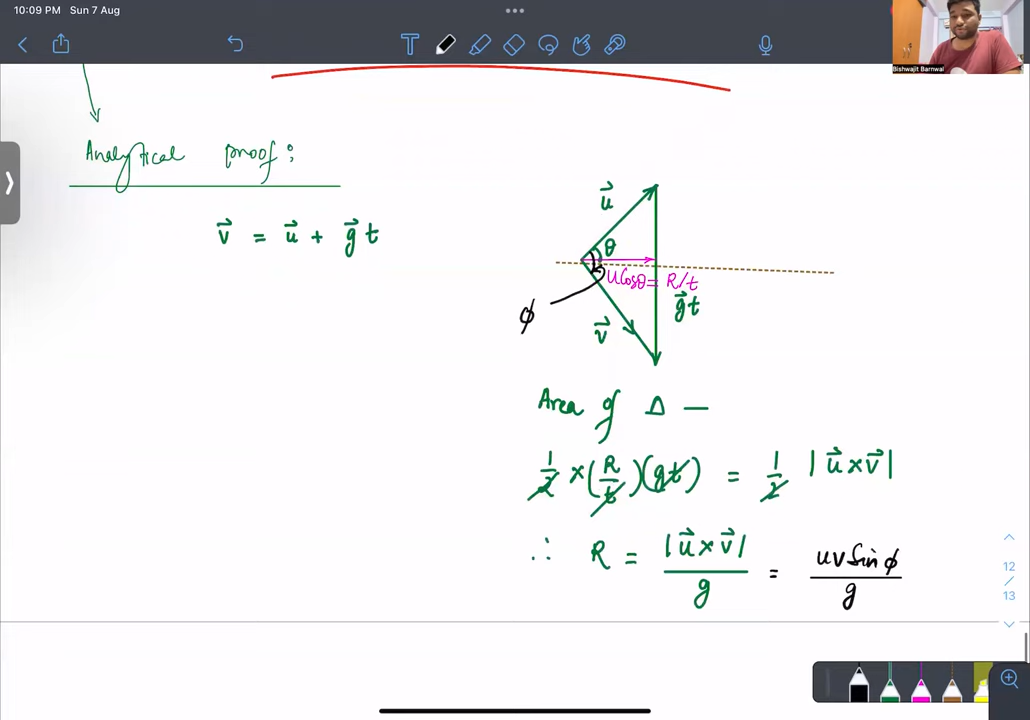 10:09 PM Sun 7 Aug
Bishwajit Barnwal
Analytical proof:
v⃗ = u⃗ + g⃗ t
u⃗
θ
u cosθ = R/t
g⃗ t
ϕ
v⃗
Area of Δ —
1/2 × (R/t)(gt) = 1/2 |u⃗ × v⃗|
∴ R = |u⃗ × v⃗| / g = uv Sin ϕ / g
12
/
13